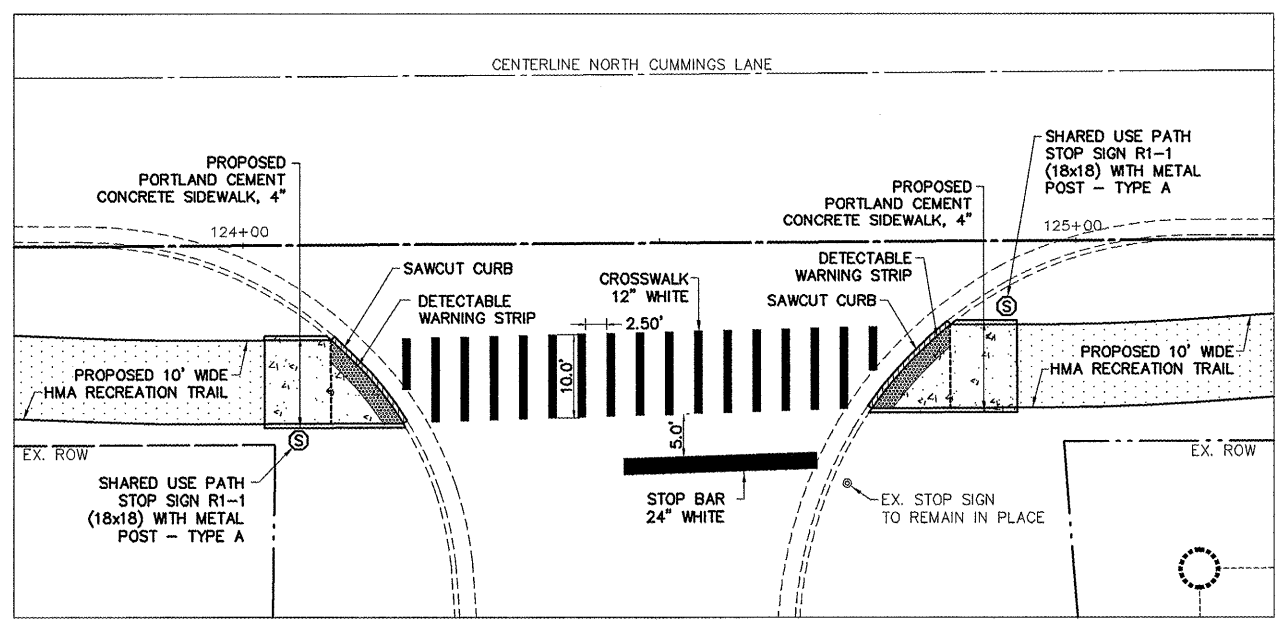 CENTERLINE NORTH CUMMINGS LANE
PROPOSED
PORTLAND CEMENT
CONCRETE SIDEWALK, 4"
124+00
SAWCUT CURB
DETECTABLE
WARNING STRIP
CROSSWALK
12" WHITE
2.50'
10.0'
5.0'
PROPOSED
PORTLAND CEMENT
CONCRETE SIDEWALK, 4"
SHARED USE PATH
STOP SIGN R1-1
(18x18) WITH METAL
POST - TYPE A
125+00
DETECTABLE
WARNING STRIP
SAWCUT CURB
S
PROPOSED 10' WIDE
HMA RECREATION TRAIL
PROPOSED 10' WIDE
HMA RECREATION TRAIL
EX. ROW
S
SHARED USE PATH
STOP SIGN R1-1
(18x18) WITH METAL
POST - TYPE A
STOP BAR
24" WHITE
EX. STOP SIGN
TO REMAIN IN PLACE
EX. ROW